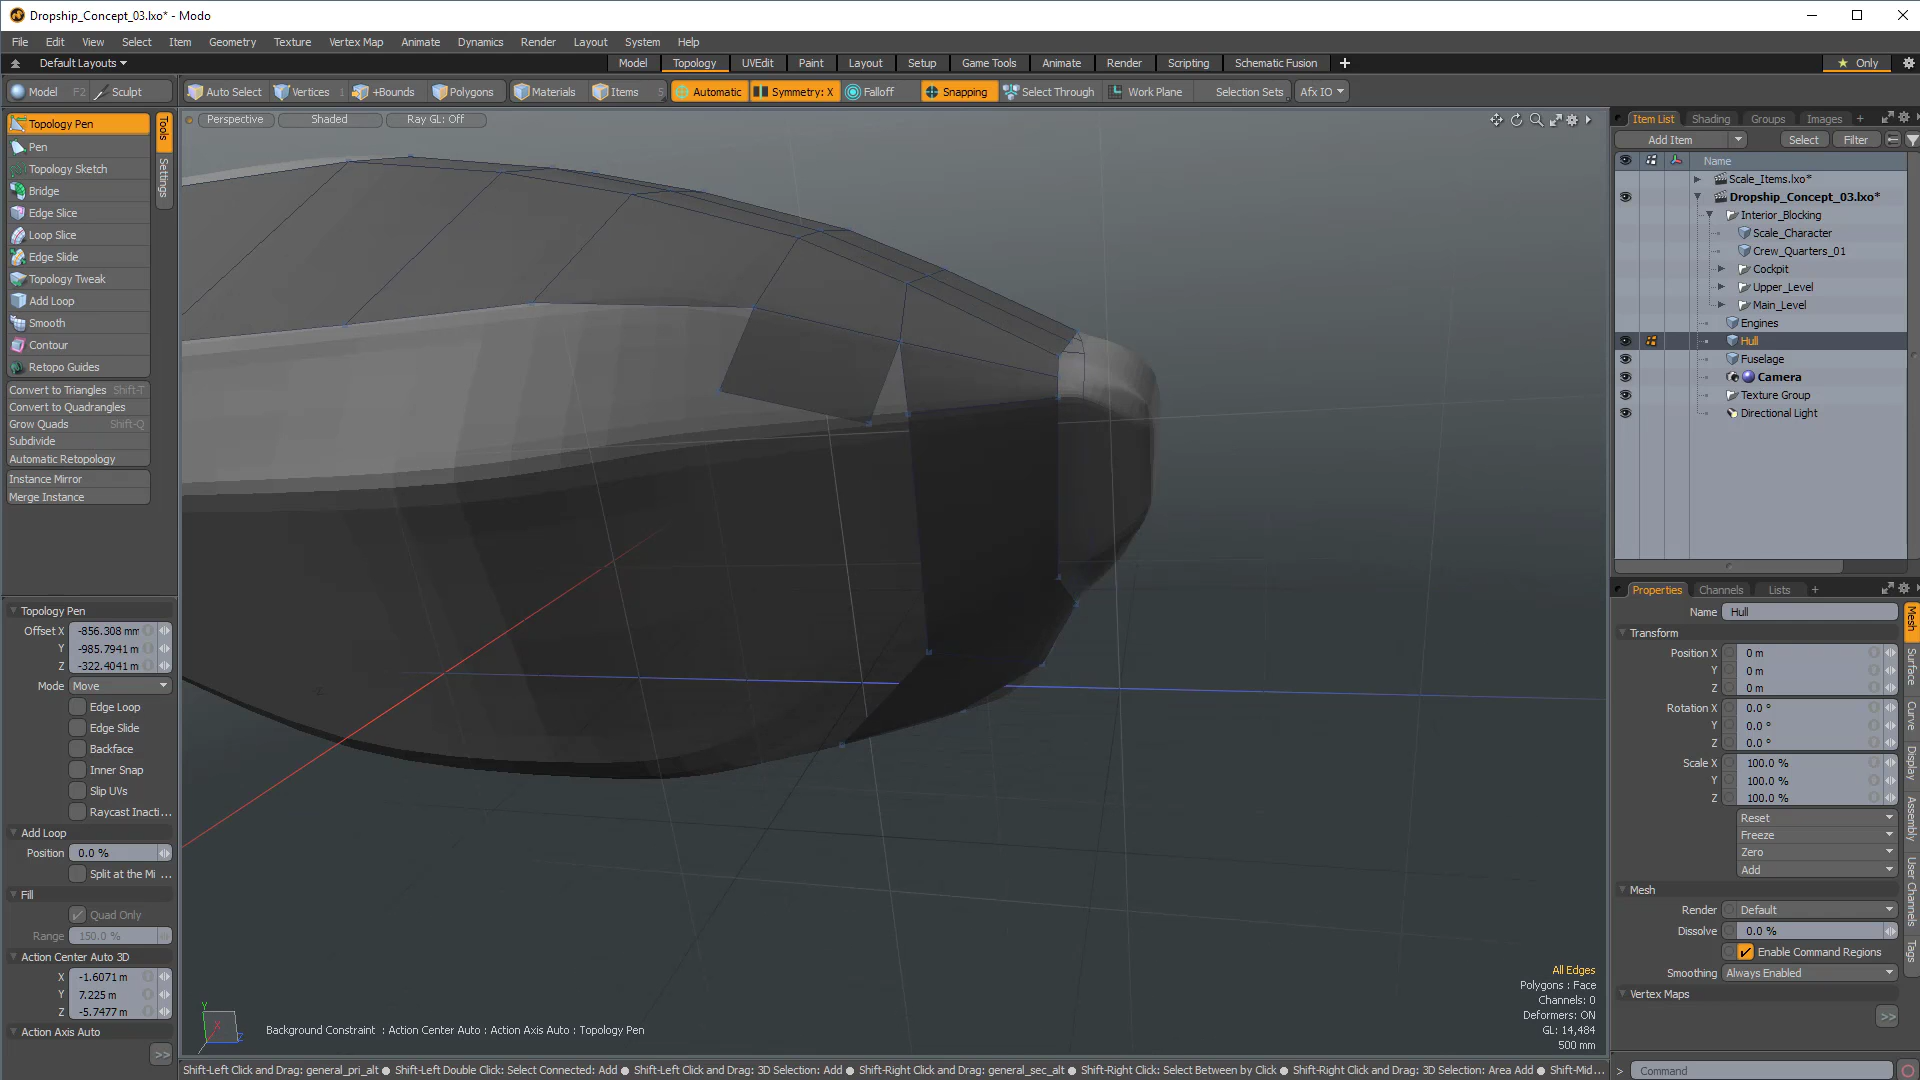 Dropship_Concept_03.lxo* - Modo
File Edit View Select Item Geometry Texture Vertex Map Animate Dynamics Render Layout System Help
Default Layouts Model Topology UVEdit Paint Layout Setup Game Tools Animate Render Scripting Schematic Fusion + Only
Model F2 Sculpt Auto Select Vertices 1 +Bounds Polygons Materials Items 5 Automatic Symmetry: X Falloff Snapping Select Through Work Plane Selection Sets Afx IO
Perspective Shaded Ray GL: Off
Tools
Settings
Topology Pen
Pen
Topology Sketch
Bridge
Edge Slice
Loop Slice
Edge Slide
Topology Tweak
Add Loop
Smooth
Contour
Retopo Guides
Convert to Triangles Shift-T
Convert to Quadrangles
Grow Quads Shift-Q
Subdivide
Automatic Retopology
Instance Mirror
Merge Instance
Topology Pen
Offset X -856.308 mm
Y -985.7941 m
Z -322.4041 m
Mode Move
Edge Loop
Edge Slide
Backface
Inner Snap
Slip UVs
Raycast Inacti...
Add Loop
Position 0.0 %
Split at the Mi ...
Fill
Quad Only
Range 150.0 %
Action Center Auto 3D
X -1.6071 m
Y 7.225 m
Z -5.7477 m
Action Axis Auto
>>
Y
X
Z
Background Constraint : Action Center Auto : Action Axis Auto : Topology Pen
All Edges
Polygons : Face
Channels: 0
Deformers: ON
GL: 14,484
500 mm
Item List Shading Groups Images +
Add Item Select Filter
Name
Scale_Items.lxo*
Dropship_Concept_03.lxo*
Interior_Blocking
Scale_Character
Crew_Quarters_01
Cockpit
Upper_Level
Main_Level
Engines
Hull
Fuselage
Camera
Texture Group
Directional Light
Properties Channels Lists +
Name Hull
Transform
Position X 0 m
Y 0 m
Z 0 m
Rotation X 0.0 °
Y 0.0 °
Z 0.0 °
Scale X 100.0 %
Y 100.0 %
Z 100.0 %
Reset
Freeze
Zero
Add
Mesh
Render Default
Dissolve 0.0 %
Enable Command Regions
Smoothing Always Enabled
Vertex Maps
>>
Mesh
Surface
Curve
Display
Assembly
User Channels
Tags
Shift-Left Click and Drag: general_pri_alt ● Shift-Left Double Click: Select Connected: Add ● Shift-Left Click and Drag: 3D Selection: Add ● Shift-Right Click and Drag: general_sec_alt ● Shift-Right Click: Select Between by Click ● Shift-Right Click and Drag: 3D Selection: Area Add ● Shift-Mid...
> Command